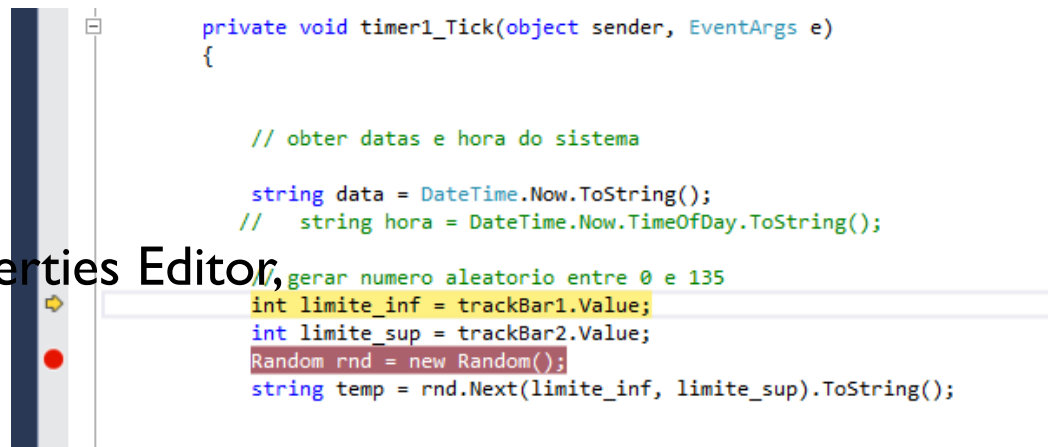 private void timer1_Tick(object sender, EventArgs e)
{
// obter datas e hora do sistema
string data = DateTime.Now.ToString();
//   string hora = DateTime.Now.TimeOfDay.ToString();
erties Editor,
// gerar numero aleatorio entre 0 e 135
int limite_inf = trackBar1.Value;
int limite_sup = trackBar2.Value;
Random rnd = new Random();
string temp = rnd.Next(limite_inf, limite_sup).ToString();